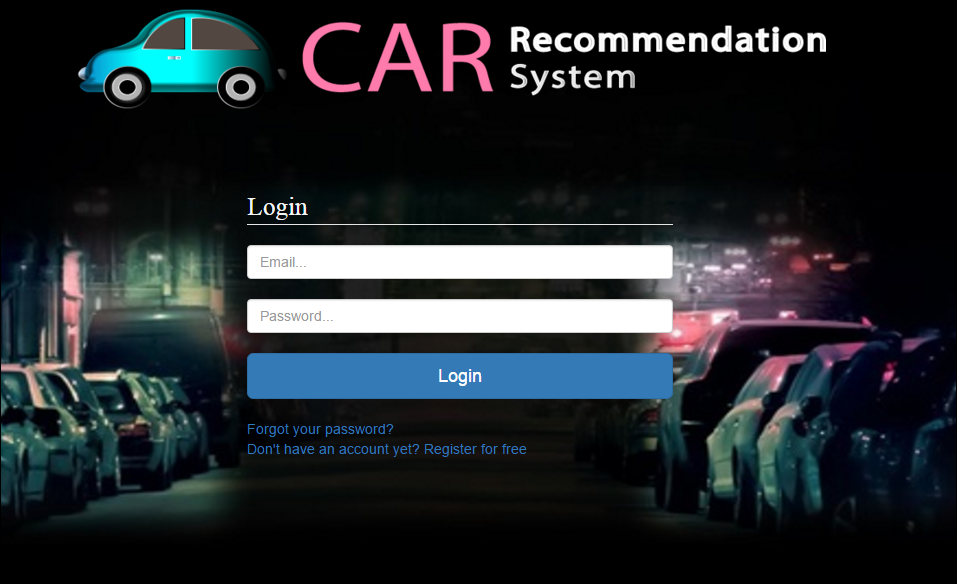 CAR Recommendation
System
Login
Email...
Password...
Login
Forgot your password?
Don't have an account yet? Register for free